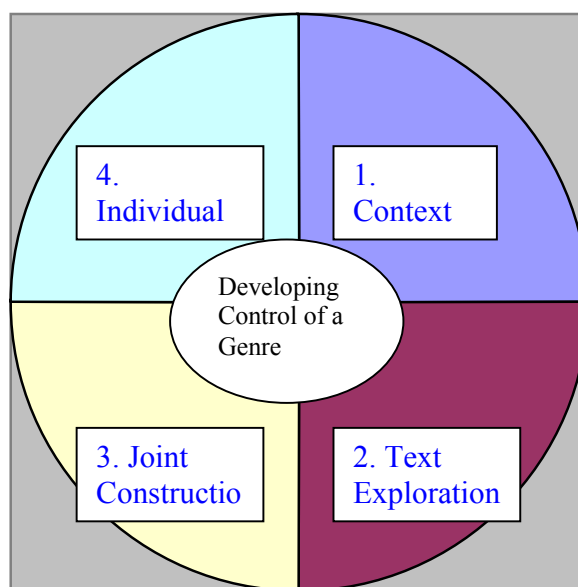 4.
Individual
1.
Context
Developing
Control of a
Genre
3. Joint
Constructio
2. Text
Exploration